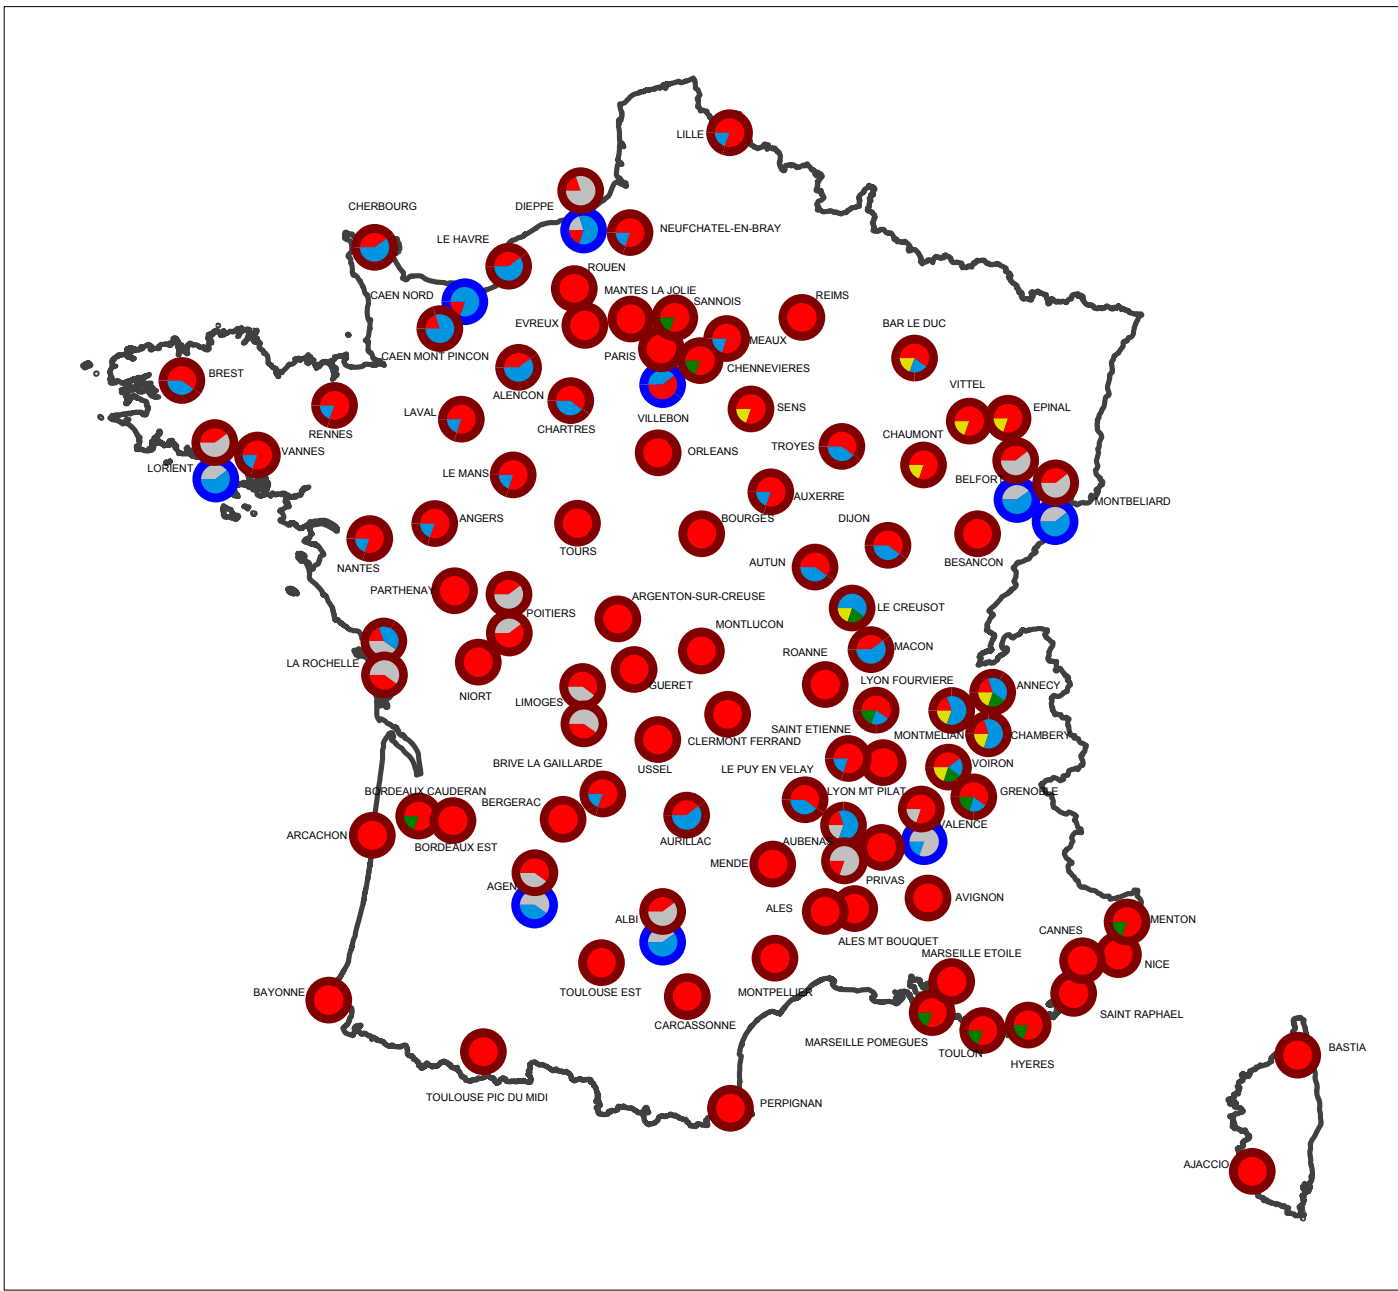 LILLE
CHERBOURG
DIEPPE
NEUFCHATEL-EN-BRAY
LE HAVRE
ROUEN
MANTES LA JOLIE
CAEN NORD
SANNOIS
REIMS
EVREUX
MEAUX
BAR LE DUC
CAEN MONT PINCON
PARIS
CHENNEVIERES
BREST
VITTEL
ALENCON
EPINAL
SENS
LAVAL
VILLEBON
CHARTRES
RENNES
TROYES
CHAUMONT
VANNES
ORLEANS
LORIENT
LE MANS
BELFORT
AUXERRE
MONTBELIARD
ANGERS
BOURGES
DIJON
TOURS
AUTUN
BESANCON
NANTES
PARTHENAY
ARGENTON-SUR-CREUSE
LE CREUSOT
POITIERS
MONTLUCON
MACON
ROANNE
LA ROCHELLE
LYON FOURVIERE
GUERET
ANNECY
NIORT
LIMOGES
SAINT ETIENNE
MONTMELIAN
CHAMBERY
CLERMONT FERRAND
BRIVE LA GAILLARDE
USSEL
LE PUY EN VELAY
VOIRON
BORDEAUX CAUDERAN
LYON MT PILAT
GRENOBLE
BERGERAC
VALENCE
ARCACHON
BORDEAUX EST
AURILLAC
AUBENAS
MENDE
PRIVAS
AGEN
AVIGNON
ALES
ALBI
MENTON
CANNES
ALES MT BOUQUET
MARSEILLE ETOILE
NICE
TOULOUSE EST
MONTPELLIER
BAYONNE
SAINT RAPHAEL
CARCASSONNE
MARSEILLE POMEGUES
TOULON
BASTIA
HYERES
TOULOUSE PIC DU MIDI
PERPIGNAN
AJACCIO